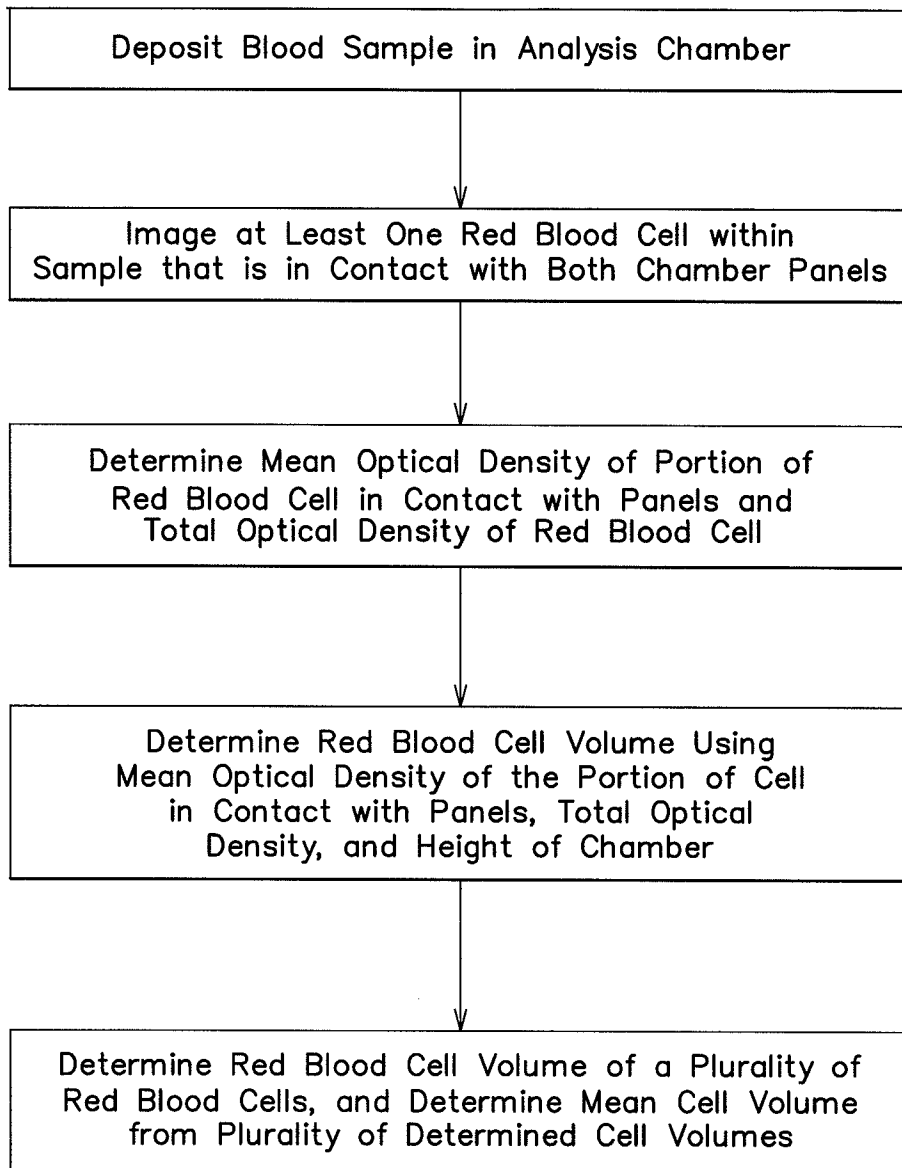 Deposit Blood Sample in Analysis Chamber
Image at Least One Red Blood Cell within
Sample that is in Contact with Both Chamber Panels
Determine Mean Optical Density of Portion of
Red Blood Cell in Contact with Panels and
Total Optical Density of Red Blood Cell
Determine Red Blood Cell Volume Using
Mean Optical Density of the Portion of Cell
in Contact with Panels, Total Optical
Density, and Height of Chamber
Determine Red Blood Cell Volume of a Plurality of
Red Blood Cells, and Determine Mean Cell Volume
from Plurality of Determined Cell Volumes